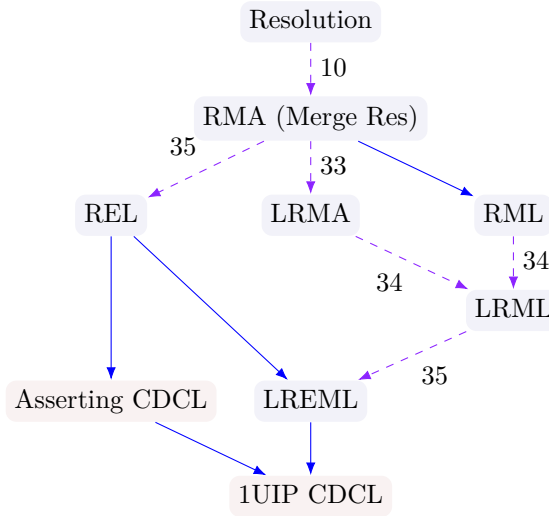 Resolution
10
RMA (Merge Res)
35
33
REL
LRMA
RML
34
34
LRML
35
Asserting CDCL
LREML
1UIP CDCL